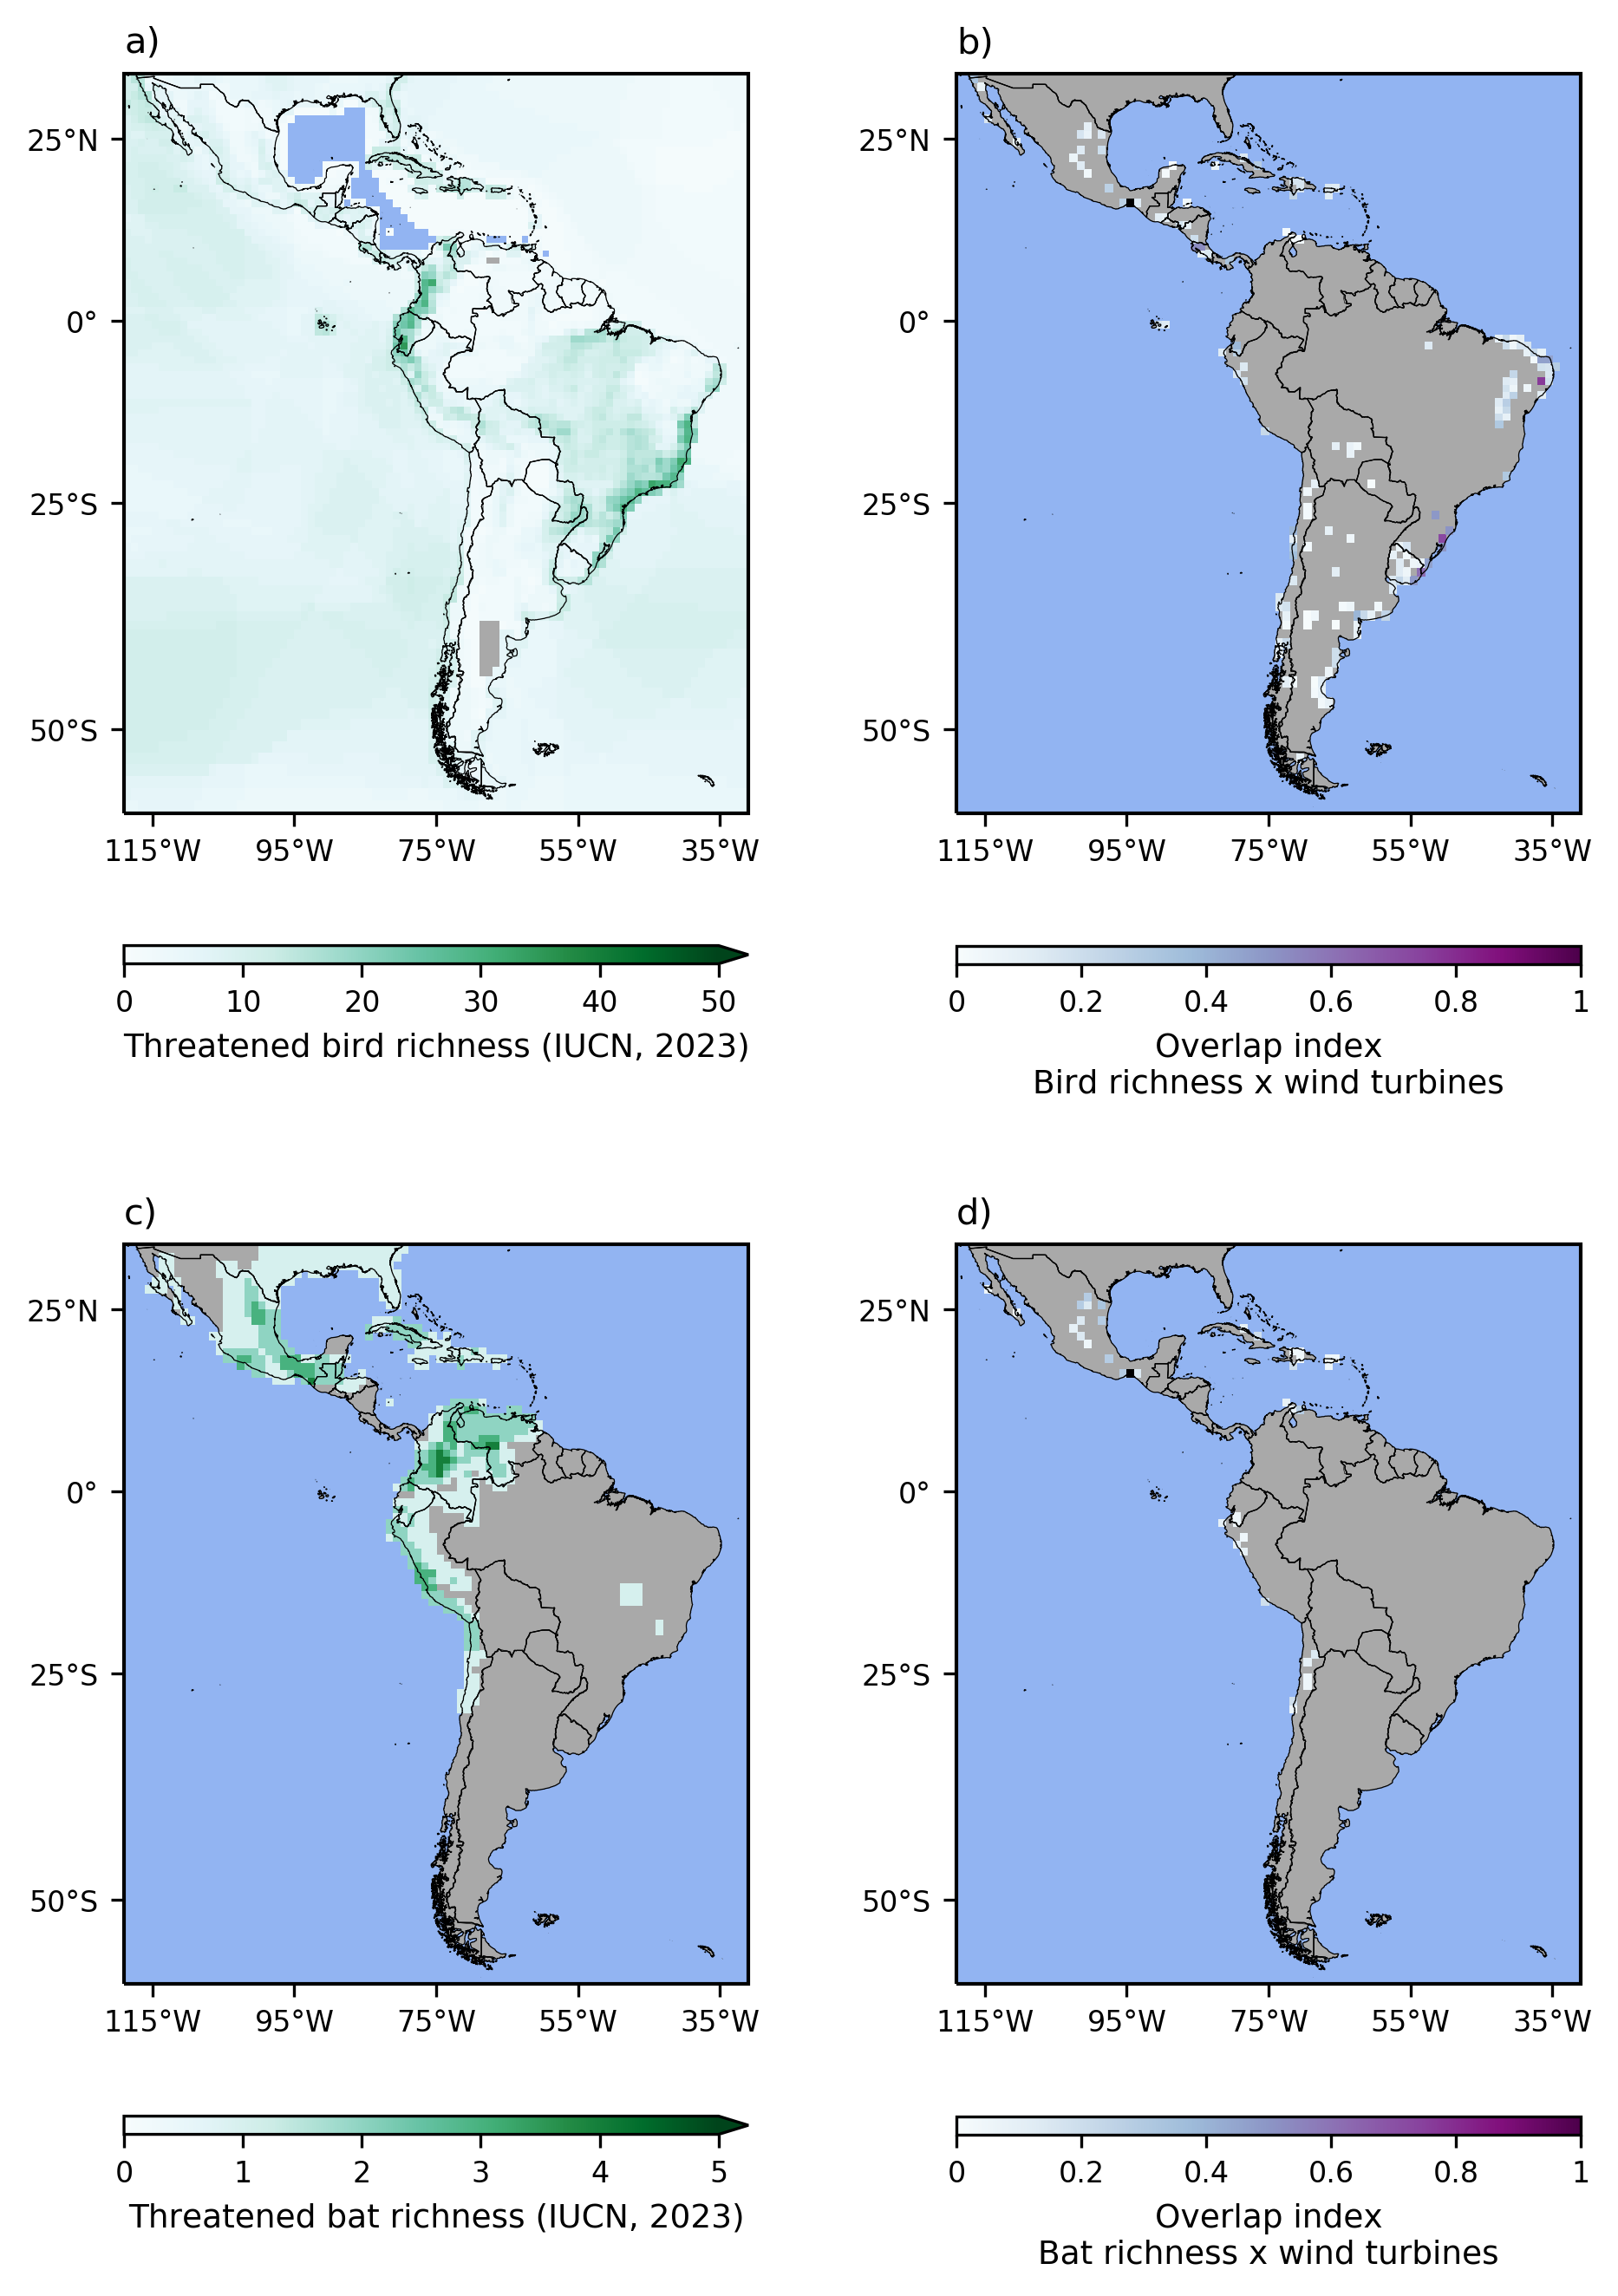 a)
b)
25°N
0°
25°S
50°S
115°W 95°W 75°W 55°W 35°W
25°N
0°
25°S
50°S
115°W 95°W 75°W 55°W 35°W
0 10 20 30 40 50
Threatened bird richness (IUCN, 2023)
0 0.2 0.4 0.6 0.8 1
Overlap index
Bird richness x wind turbines
c)
d)
25°N
0°
25°S
50°S
115°W 95°W 75°W 55°W 35°W
25°N
0°
25°S
50°S
115°W 95°W 75°W 55°W 35°W
0 1 2 3 4 5
Threatened bat richness (IUCN, 2023)
0 0.2 0.4 0.6 0.8 1
Overlap index
Bat richness x wind turbines